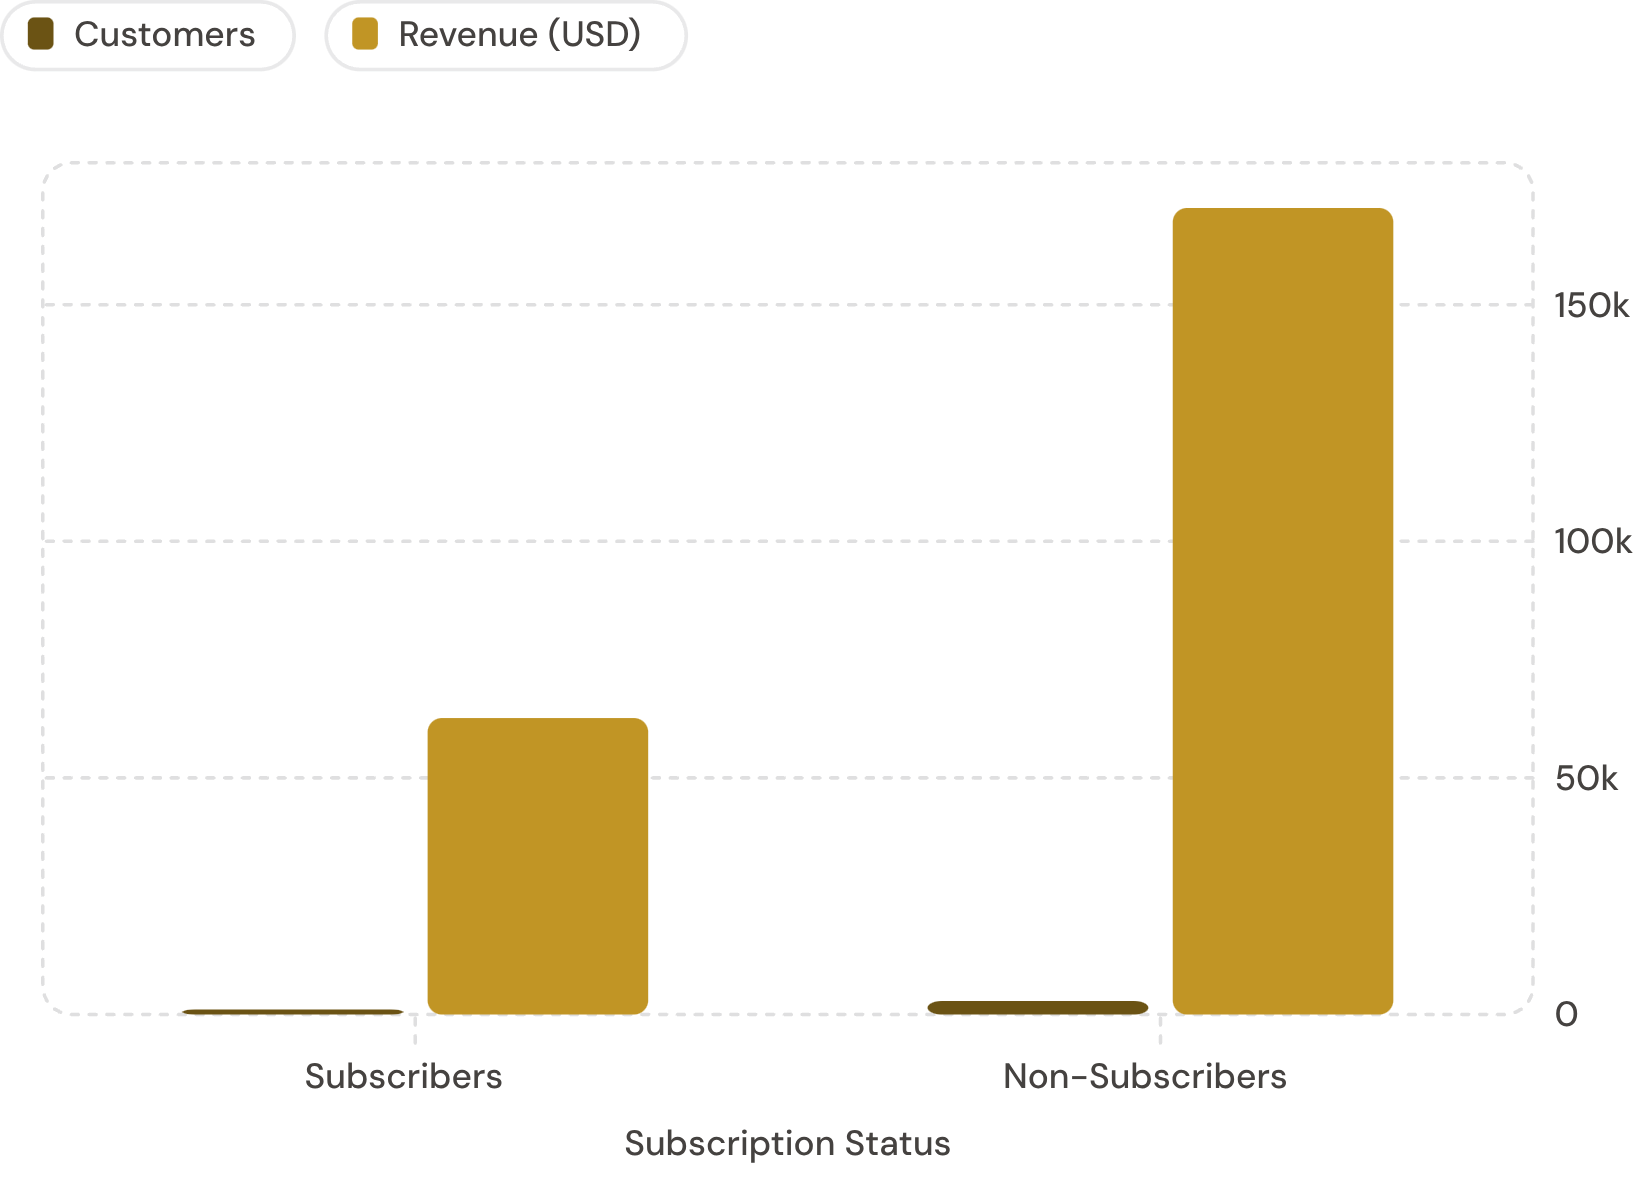 Customers
Revenue (USD)
150k
100k
50k
0
Subscribers
Non-Subscribers
Subscription Status